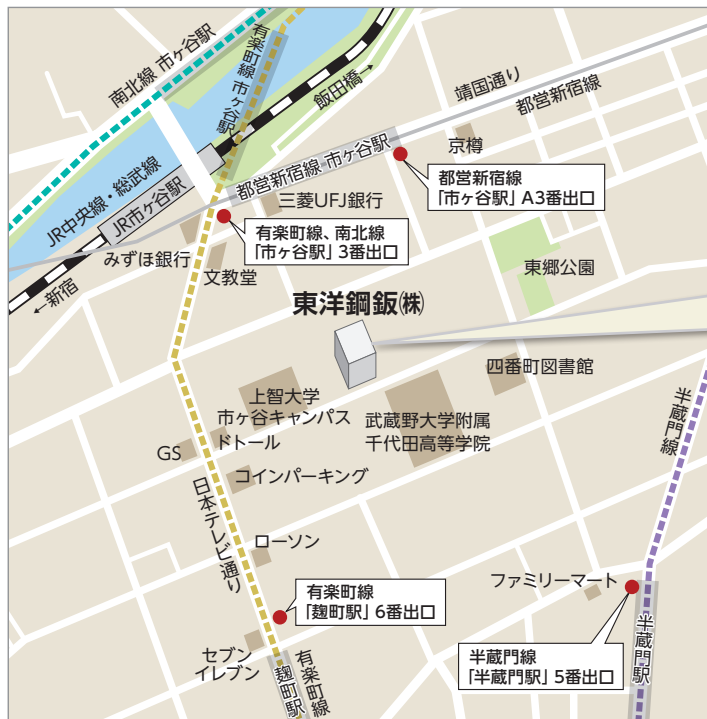 南北線 市ヶ谷駅
有楽町線 市ヶ谷駅
飯田橋→
靖国通り
都営新宿線
JR中央・総武線
JR市ヶ谷駅
都営新宿線 市ヶ谷駅
京樽
都営新宿線
「市ヶ谷駅」 A3番出口
三菱UFJ銀行
有楽町線、南北線
「市ヶ谷駅」 3番出口
みずほ銀行
文教堂
←新宿
東郷公園
東洋鋼鈑㈱
四番町図書館
上智大学
市ヶ谷キャンパス
武蔵野大学附属
千代田高等学院
半蔵門線
ドトール
GS
コインパーキング
日本テレビ通り
ローソン
ファミリーマート
有楽町線
「麹町駅」 6番出口
セブン
イレブン
麹町駅
有楽町線
半蔵門線
「半蔵門駅」 5番出口
半蔵門駅